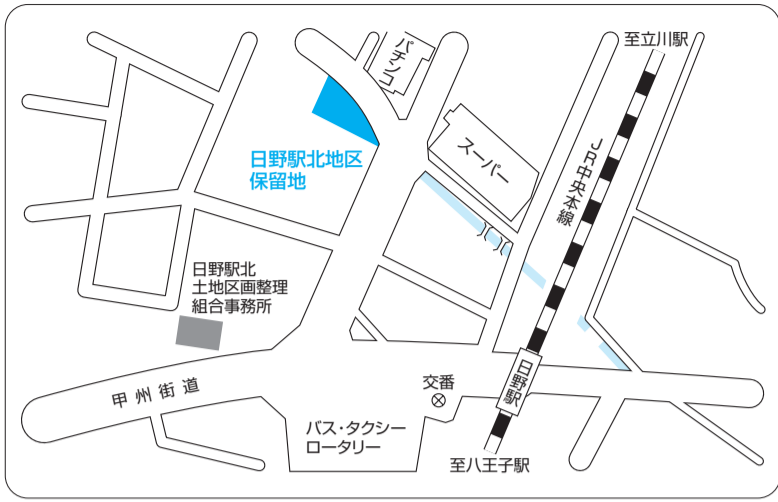 至立川駅
パチンコ
スーパー
JR中央本線
日野駅北地区
保留地
日野駅北
土地区画整理
組合事務所
甲州街道
交番
日野駅
バス・タクシー
ロータリー
至八王子駅